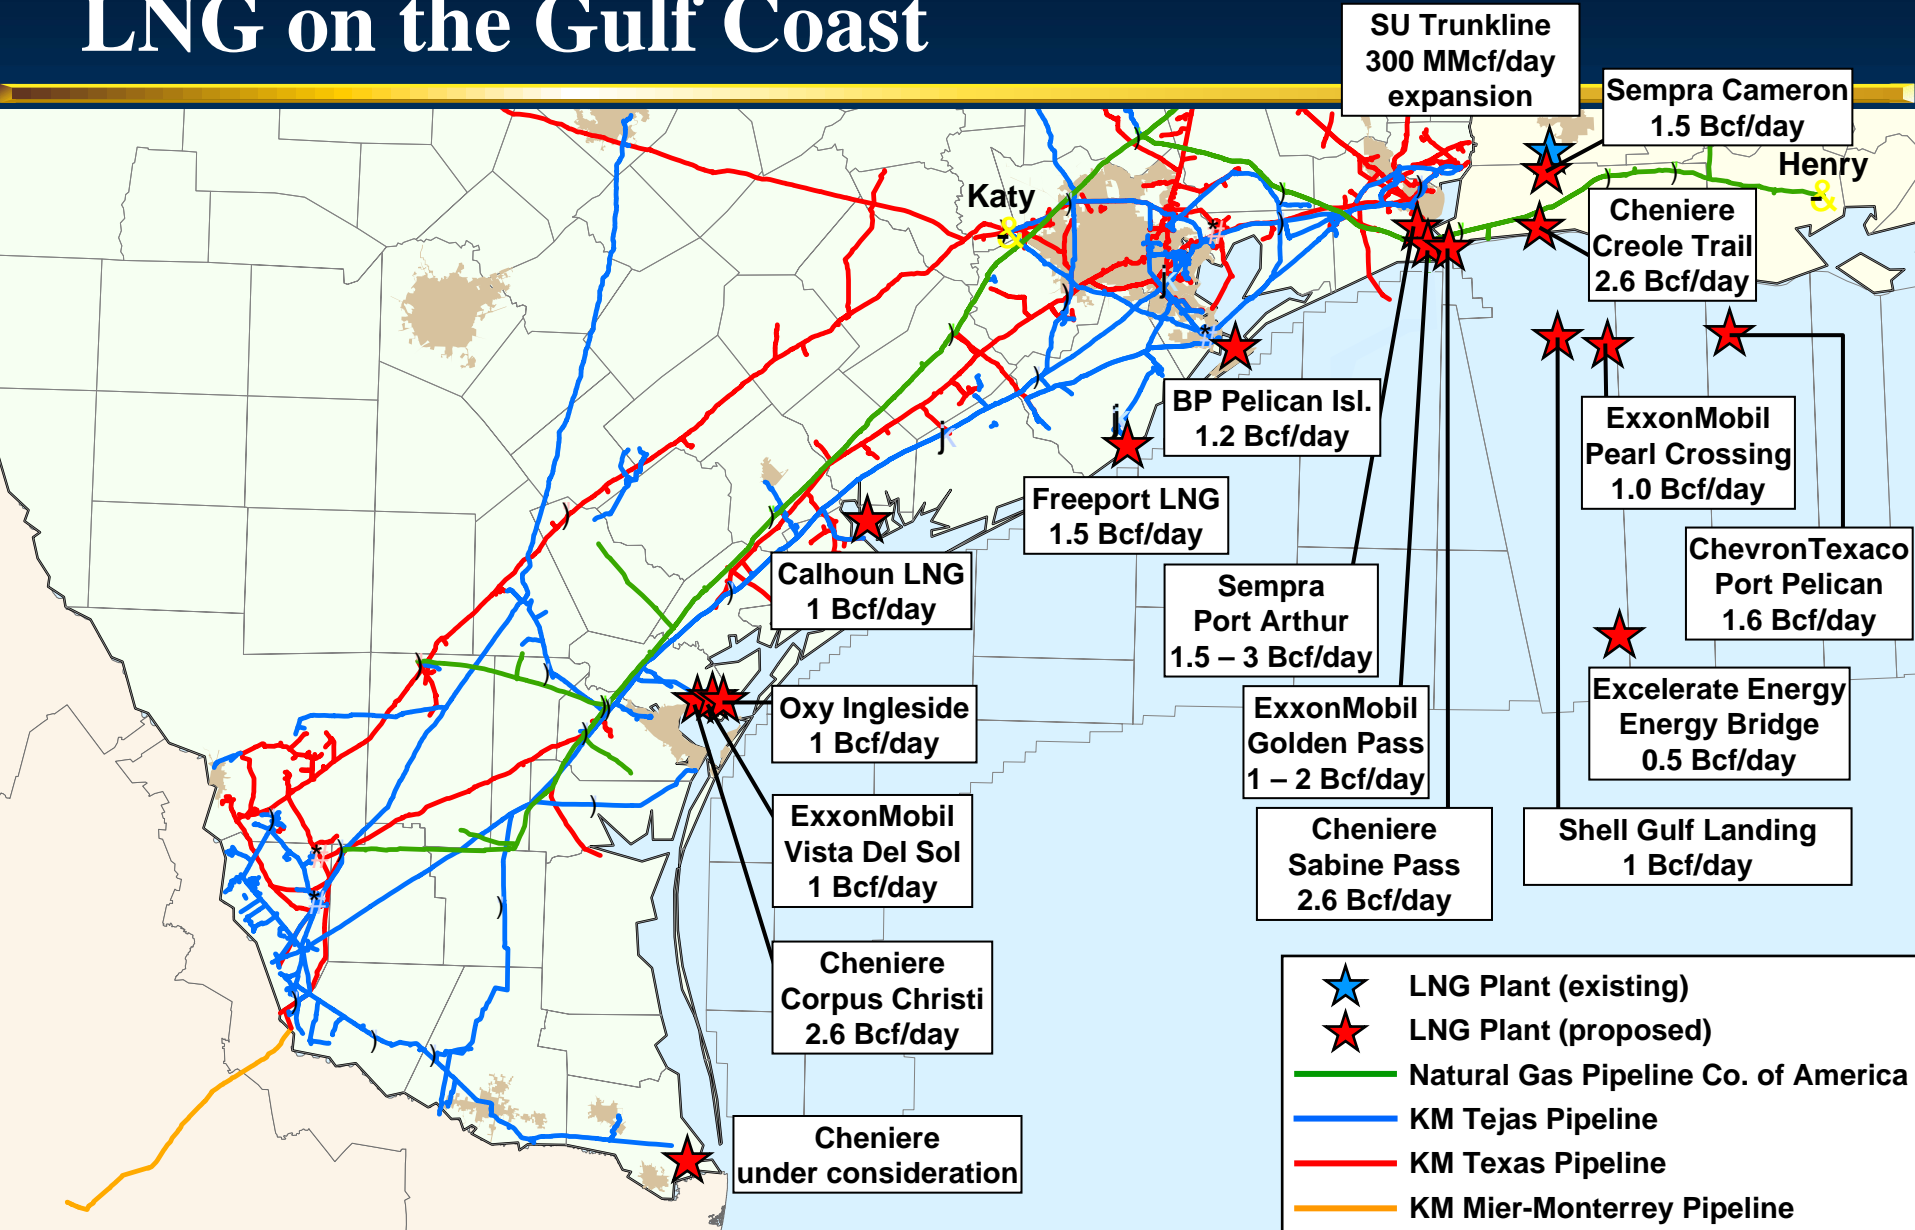 LNG on the Gulf Coast
SU Trunkline
300 MMcf/day
expansion
Sempra Cameron
1.5 Bcf/day
Henry
&
Katy
&
Cheniere
Creole Trail
2.6 Bcf/day
BP Pelican Isl.
1.2 Bcf/day
ExxonMobil
Pearl Crossing
1.0 Bcf/day
Freeport LNG
1.5 Bcf/day
ChevronTexaco
Port Pelican
1.6 Bcf/day
Calhoun LNG
1 Bcf/day
Sempra
Port Arthur
1.5 – 3 Bcf/day
Oxy Ingleside
1 Bcf/day
ExxonMobil
Golden Pass
1 – 2 Bcf/day
Excelerate Energy
Energy Bridge
0.5 Bcf/day
ExxonMobil
Vista Del Sol
1 Bcf/day
Cheniere
Sabine Pass
2.6 Bcf/day
Shell Gulf Landing
1 Bcf/day
Cheniere
Corpus Christi
2.6 Bcf/day
Cheniere
under consideration
LNG Plant (existing)
LNG Plant (proposed)
Natural Gas Pipeline Co. of America
KM Tejas Pipeline
KM Texas Pipeline
KM Mier-Monterrey Pipeline